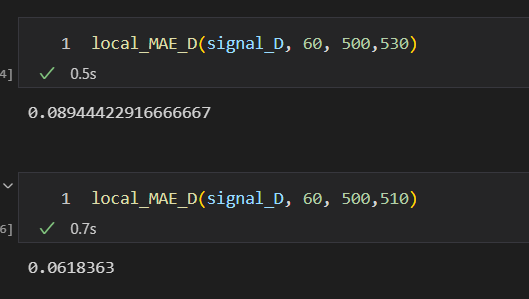 1 local_MAE_D(signal_D, 60, 500,530)
4] ✓ 0.5s
0.08944422916666667
1 local_MAE_D(signal_D, 60, 500,510)
6] ✓ 0.7s
0.0618363